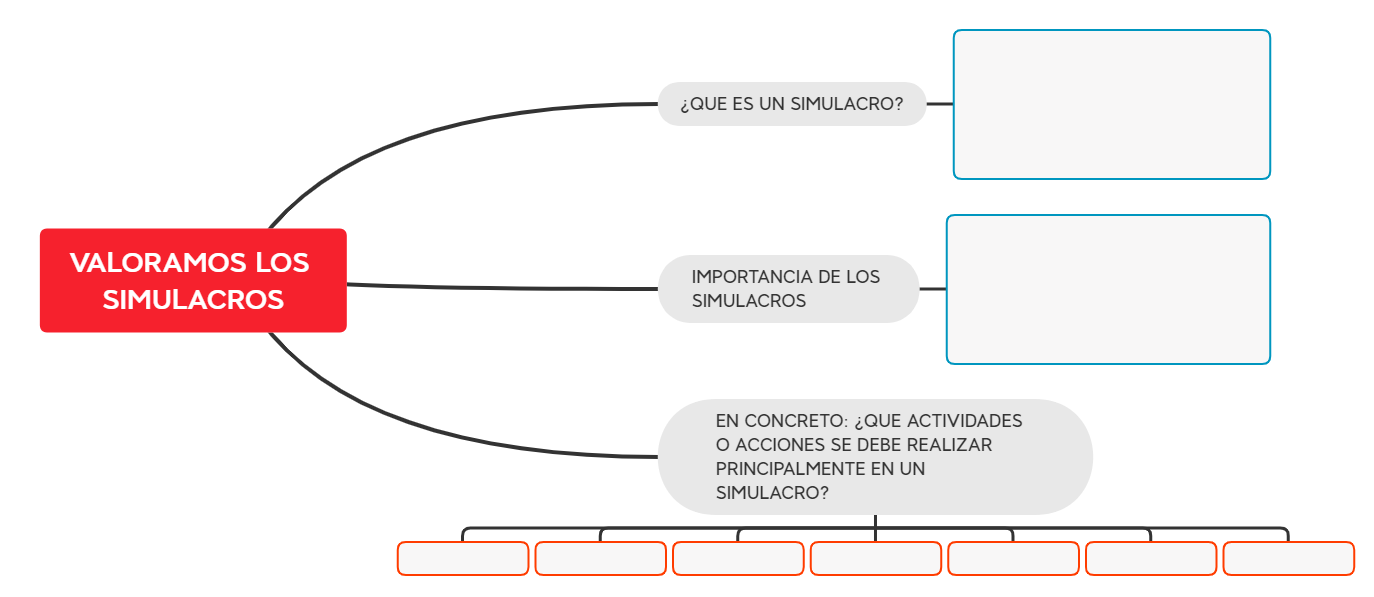 VALORAMOS LOS
SIMULACROS
¿QUE ES UN SIMULACRO?
IMPORTANCIA DE LOS
SIMULACROS
EN CONCRETO: ¿QUE ACTIVIDADES
O ACCIONES SE DEBE REALIZAR
PRINCIPALMENTE EN UN
SIMULACRO?